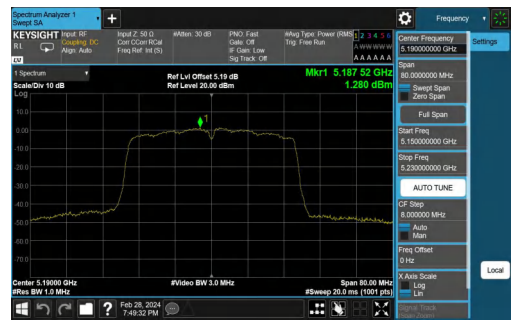 Spectrum Analyzer 1
Swept SA
Frequency
KEYSIGHT
RL
Input: RF
Coupling: DC
Align: Auto
Input Z: 50 Ω
Corr CCorr RCal
Freq Ref: Int (S)
#Atten: 30 dB
PNO: Fast
Gate: Off
IF Gain: Low
Sig Track: Off
#Avg Type: Power (RMS
Trig: Free Run
1 2 3 4 5 6
A W W W W W
A A A A A A
LV
1 Spectrum
Scale/Div 10 dB
Log
Ref Lvl Offset 5.19 dB
Ref Level 20.00 dBm
Mkr1 5.187 52 GHz
1.280 dBm
1
10.0
0.00
-10.0
-20.0
-30.0
-40.0
-50.0
-60.0
-70.0
Center 5.19000 GHz
#Res BW 1.0 MHz
#Video BW 3.0 MHz
Span 80.00 MHz
#Sweep 20.0 ms (1001 pts)
Center Frequency
5.190000000 GHz
Span
80.0000000 MHz
Swept Span
Zero Span
Full Span
Start Freq
5.150000000 GHz
Stop Freq
5.230000000 GHz
AUTO TUNE
CF Step
8.000000 MHz
Auto
Man
Freq Offset
0 Hz
X Axis Scale
Log
Lin
Signal Track
(Span Zoom)
Settings
Local
?
Feb 28, 2024
7:49:32 PM